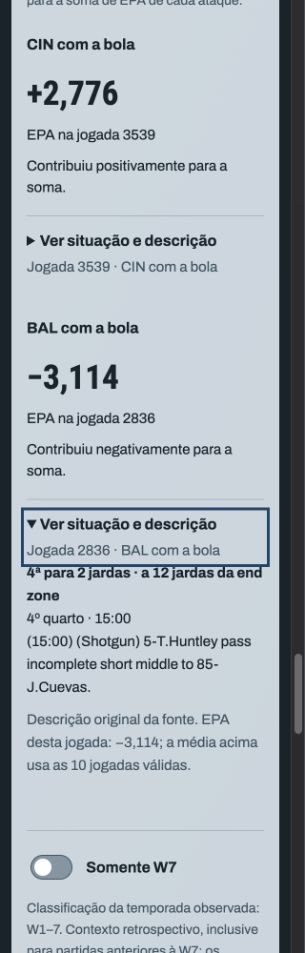 para a soma de EPA de cada ataque.
CIN com a bola
+2,776
EPA na jogada 3539
Contribuiu positivamente para a
soma.
Ver situação e descrição
Jogada 3539 · CIN com a bola
BAL com a bola
−3,114
EPA na jogada 2836
Contribuiu negativamente para a
soma.
Ver situação e descrição
Jogada 2836 · BAL com a bola
4ª para 2 jardas · a 12 jardas da end
zone
4º quarto · 15:00
(15:00) (Shotgun) 5-T.Huntley pass
incomplete short middle to 85-
J.Cuevas.
Descrição original da fonte. EPA
desta jogada: −3,114; a média acima
usa as 10 jogadas válidas.
Somente W7
Classificação da temporada observada:
W1–7. Contexto retrospectivo, inclusive
para partidas anteriores à W7; os